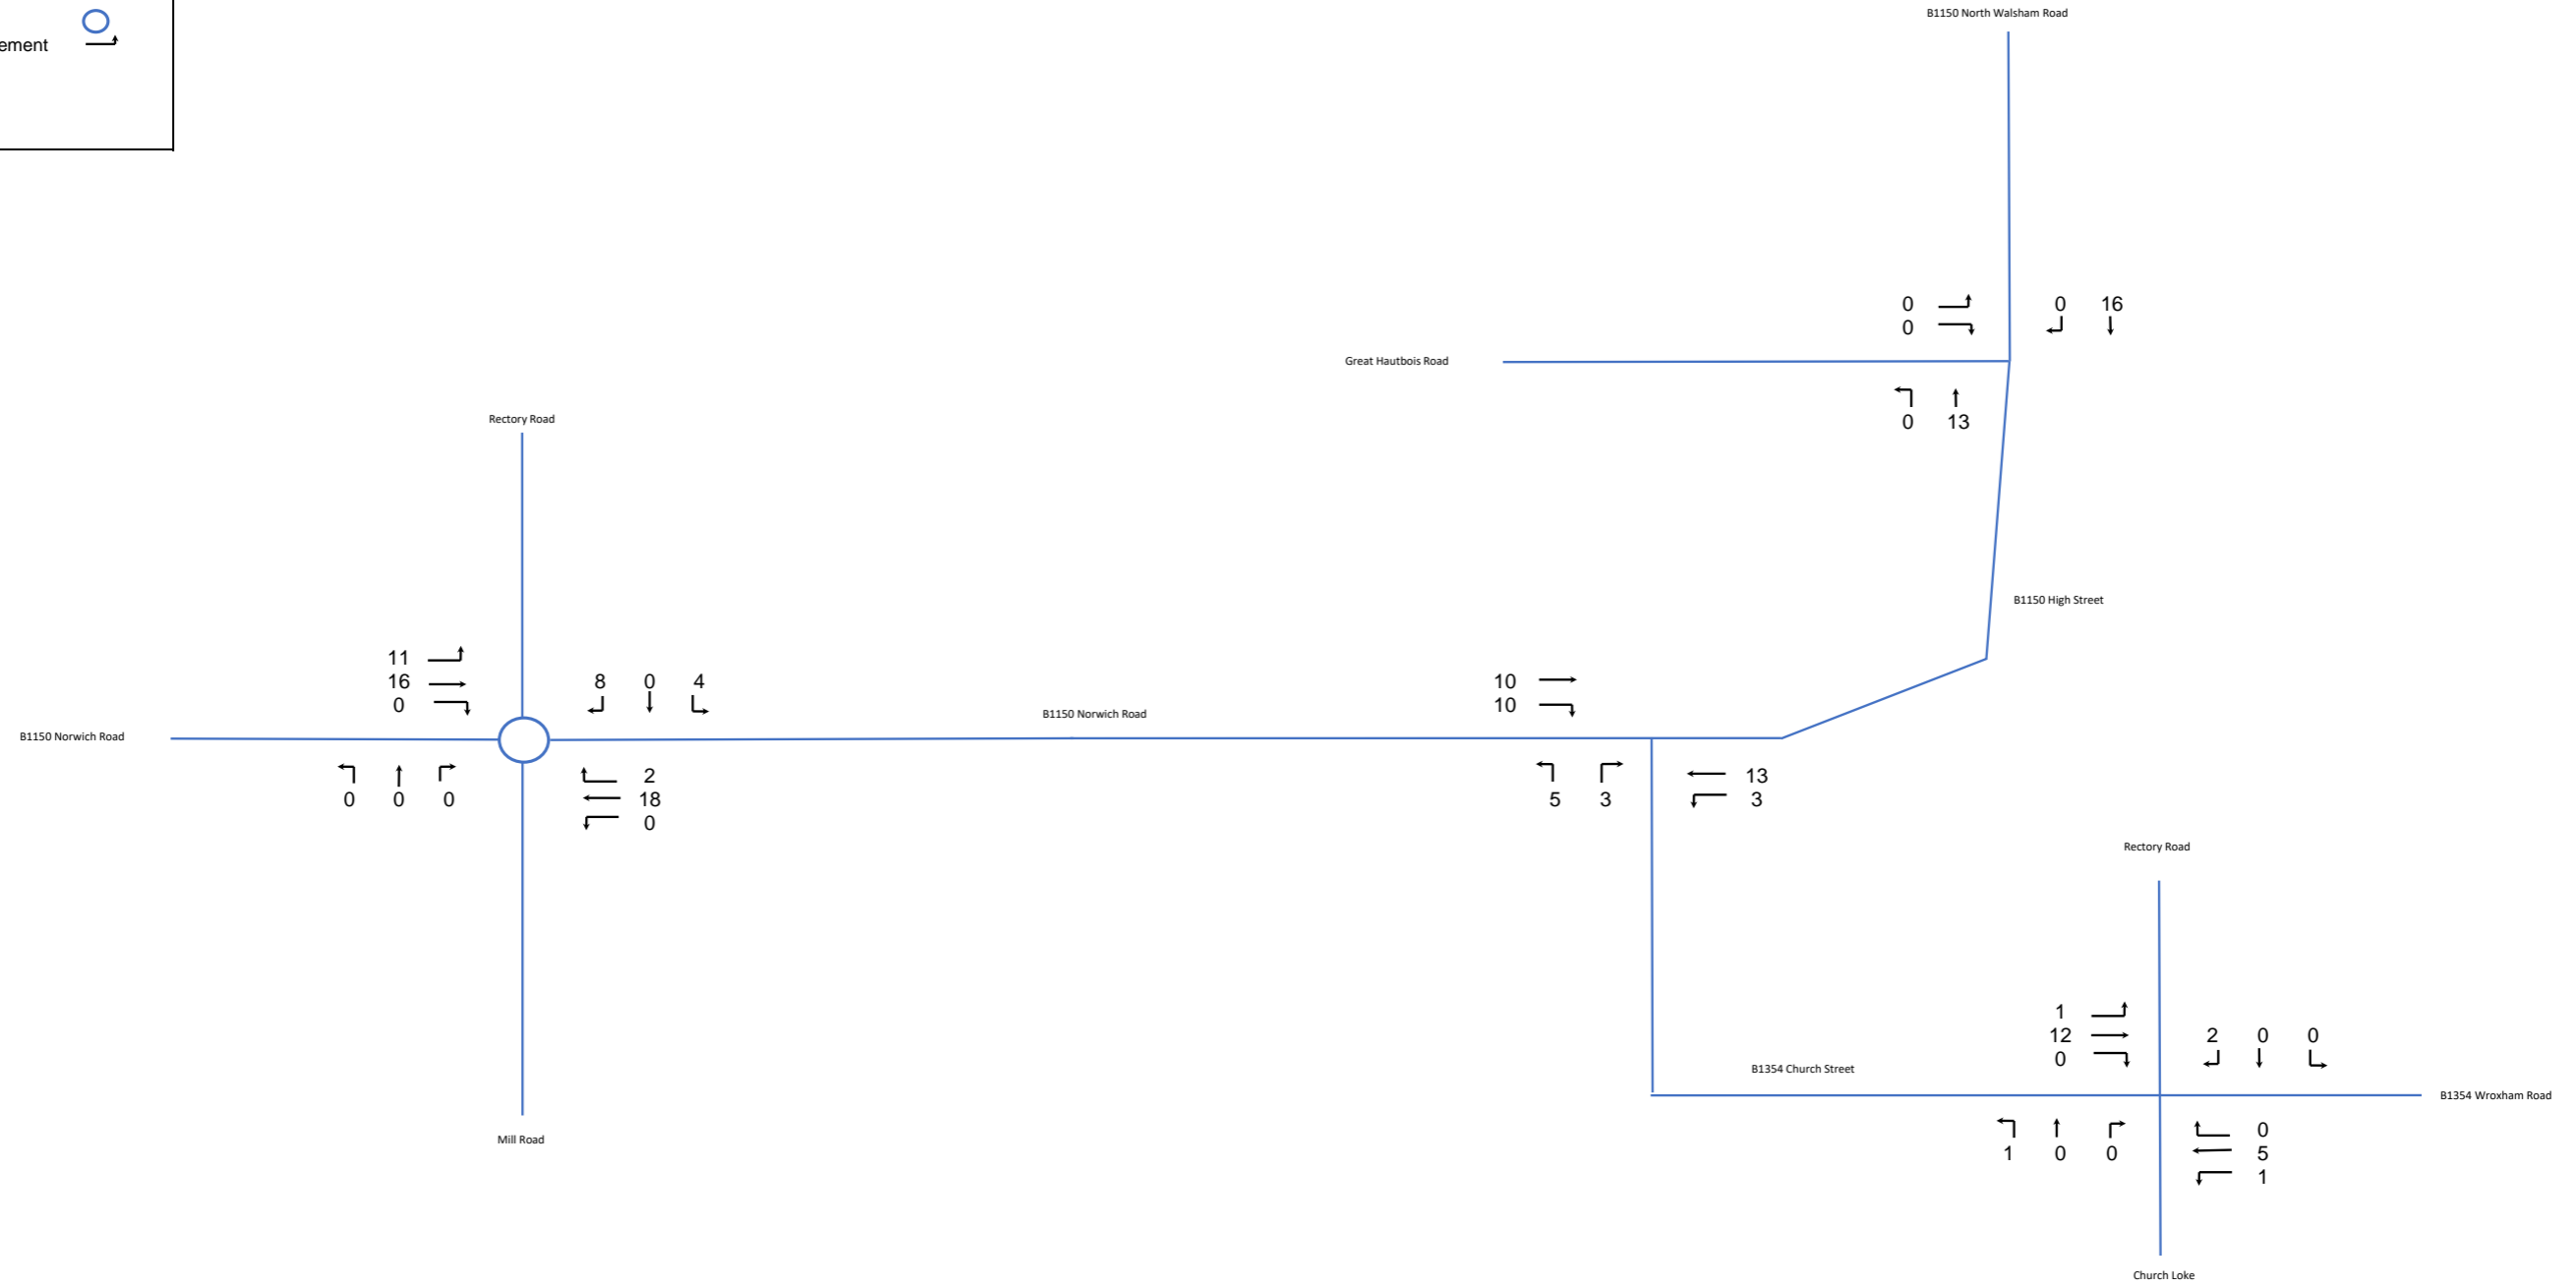 B1150 North Walsham Road
ement
0
0
0 16
Great Hautbois Road
0 13
Rectory Road
B1150 High Street
11
16
0
8 0 4
10
10
B1150 Norwich Road
B1150 Norwich Road
0 0 0
2
18
0
5 3
13
3
Rectory Road
1
12
0
2 0 0
B1354 Church Street
B1354 Wroxham Road
Mill Road
1 0 0
0
5
1
Church Loke